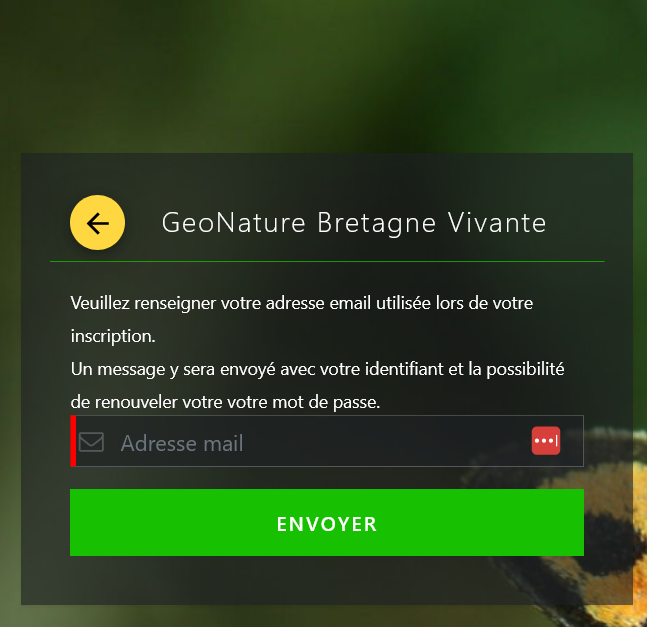 GeoNature Bretagne Vivante
Veuillez renseigner votre adresse email utilisée lors de votre
inscription.
Un message y sera envoyé avec votre identifiant et la possibilité
de renouveler votre votre mot de passe.
Adresse mail
ENVOYER